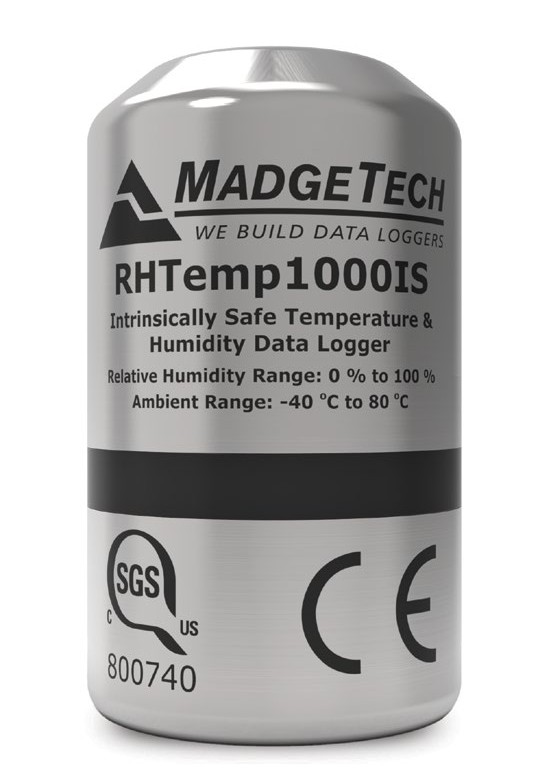 MADGETECH
WE BUILD DATA LOGGERS
RHTemp1000IS
Intrinsically Safe Temperature &
Humidity Data Logger
Relative Humidity Range: 0 % to 100 %
Ambient Range: -40 °C to 80 °C
SGS
C US
800740
CE